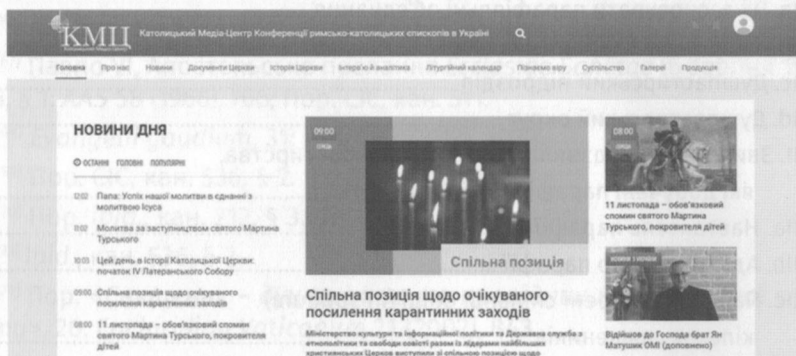 КМЦ
Католицький Медіа-Центр Конференції римсько-католицьких єпископів в Україні
Головна Про нас Новини Документи Церкви Історія Церкви Інтерв'ю й аналітика Літургійний календар Пізнаємо віру Суспільство Галереї Продукція
НОВИНИ ДНЯ
ОСТАННІ ГОЛОВНІ ПОПУЛЯРНІ
12:02 Папа: Успіх нашої молитви в єднанні з
молитвою Ісуса
11:02 Молитва за заступництвом святого Мартина
Турського
10:03 Цей день в історії Католицької Церкви:
початок IV Латеранського Собору
09:00 Спільна позиція щодо очікуваного
посилення карантинних заходів
08:00 11 листопада – обов'язковий спомин
святого Мартина Турського, покровителя
дітей
09:00
Спільна позиція
Спільна позиція щодо очікуваного
посилення карантинних заходів
Міністерство культури та інформаційної політики та Державна служба з
етнополітики та свободи совісті разом із лідерами найбільших
християнських Церков виступили зі спільною позицією щодо
08:00
11 листопада – обов'язковий
спомин святого Мартина
Турського, покровителя
дітей
НОВИНИ З УКРАЇНИ
Відійшов до Господа брат Ян
Матушик ОМІ (доповнено)